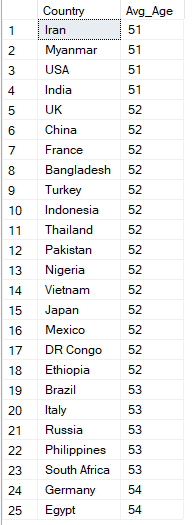 Country Avg_Age
1 Iran 51
2 Myanmar 51
3 USA 51
4 India 51
5 UK 52
6 China 52
7 France 52
8 Bangladesh 52
9 Turkey 52
10 Indonesia 52
11 Thailand 52
12 Pakistan 52
13 Nigeria 52
14 Vietnam 52
15 Japan 52
16 Mexico 52
17 DR Congo 52
18 Ethiopia 52
19 Brazil 53
20 Italy 53
21 Russia 53
22 Philippines 53
23 South Africa 53
24 Germany 54
25 Egypt 54